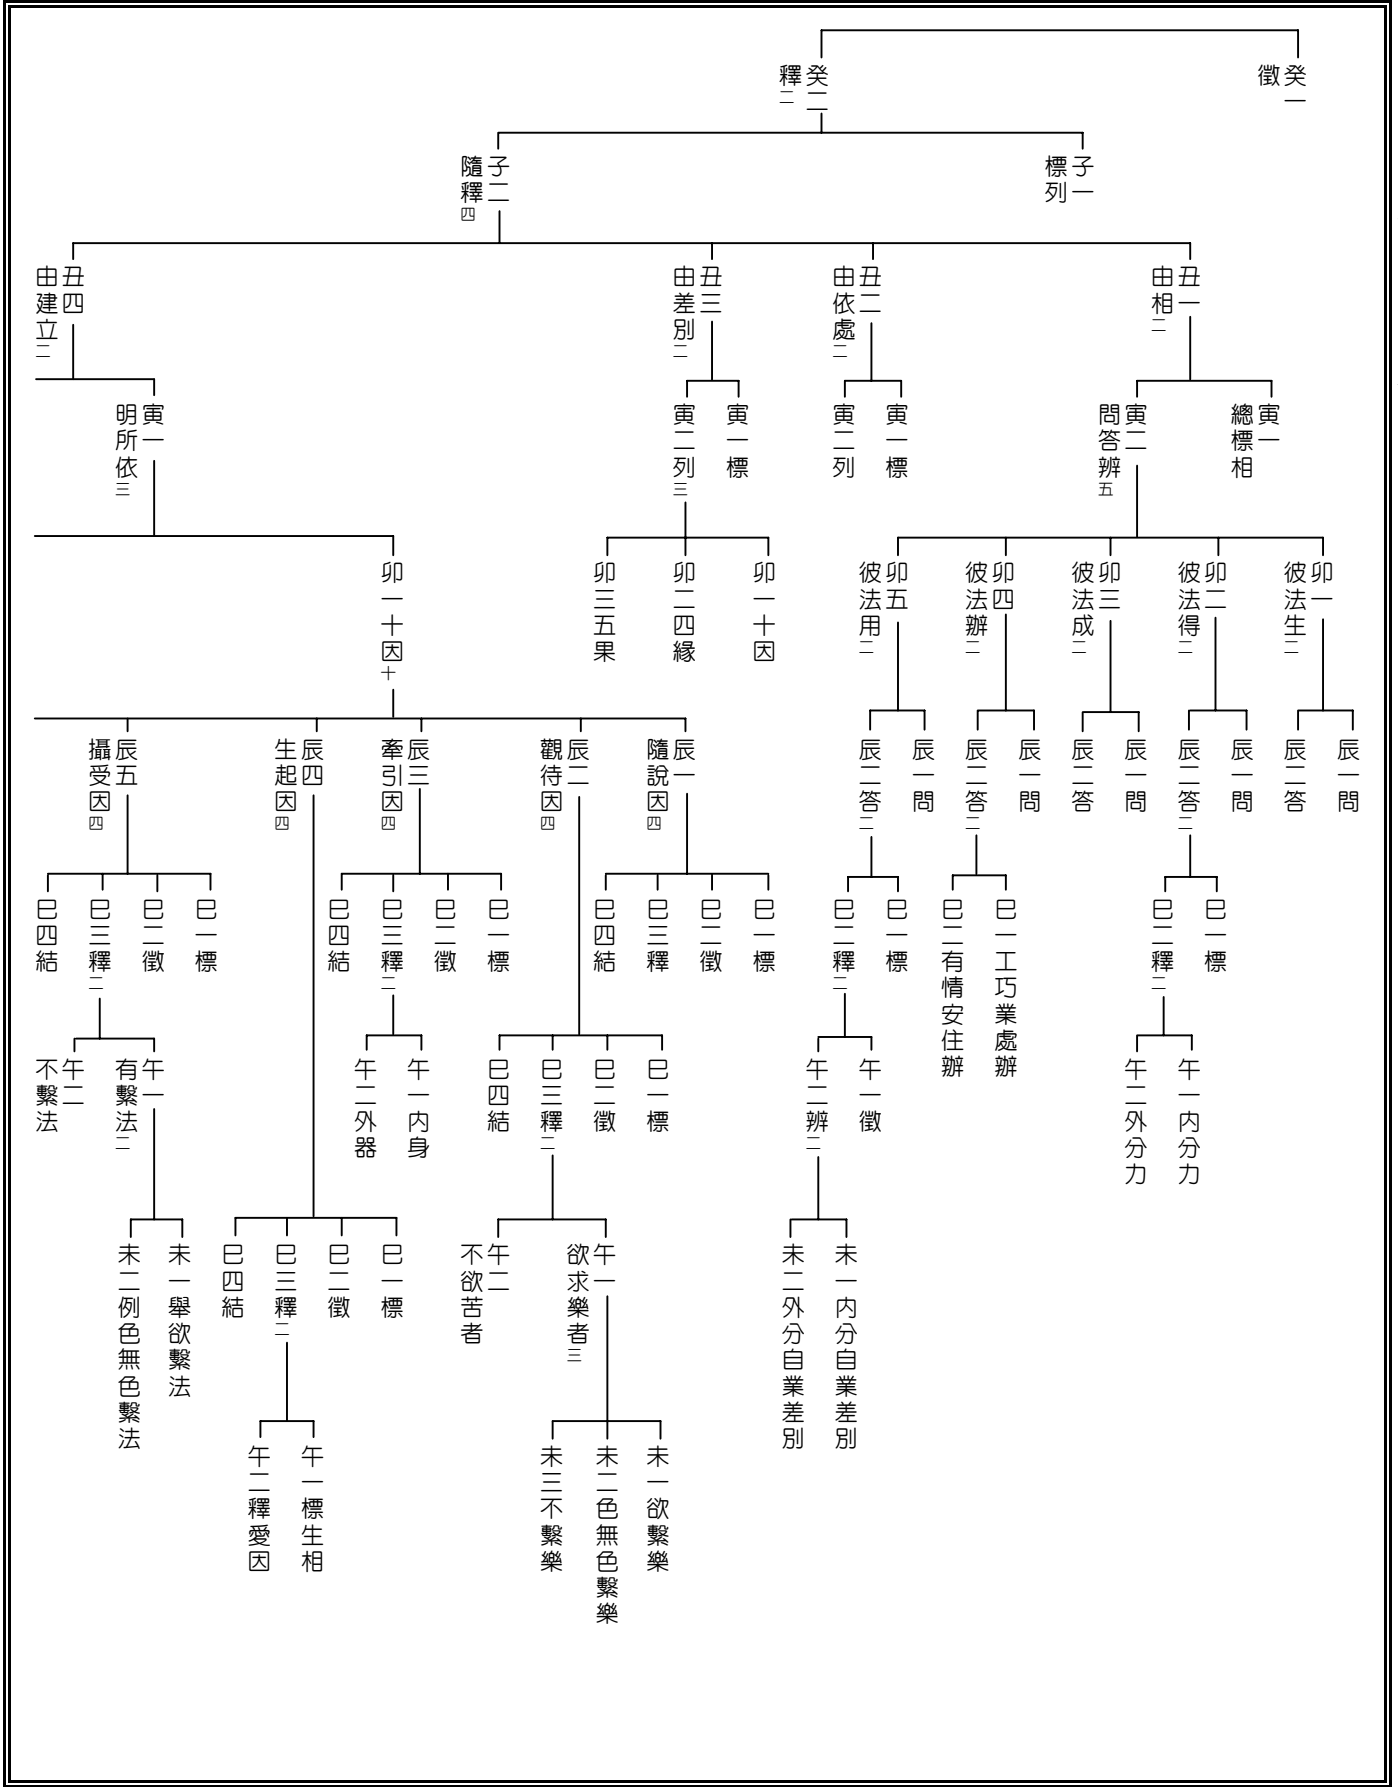 癸一
徵
癸二
釋二
子一
標列
子二
隨釋四
丑一
由相二
丑二
由依處二
丑三
由差別二
丑四
由建立二
寅一
總標相
寅二
問答辨五
寅一標
寅二列
寅一標
寅二列三
寅一
明所依三
卯一
彼法生二
卯二
彼法得二
卯三
彼法成二
卯四
彼法辦二
卯五
彼法用二
卯一十因
卯二四緣
卯三五果
卯一十因十
辰一問
辰二答
辰一問
辰二答二
辰一問
辰二答
辰一問
辰二答二
辰一問
辰二答二
辰一
隨說因四
辰二
觀待因四
辰三
牽引因四
辰四
生起因四
辰五
攝受因四
巳一標
巳二釋二
巳一工巧業處辦
巳二有情安住辦
巳一標
巳二釋二
巳一標
巳二徵
巳三釋
巳四結
巳一標
巳二徵
巳三釋二
巳四結
巳一標
巳二徵
巳三釋二
巳四結
午一內分力
午二外分力
午一徵
午二辨二
巳一標
巳二徵
巳三釋二
巳四結
午一內身
午二外器
午一
有繫法二
午二
不繫法
未一內分自業差別
未二外分自業差別
午一
欲求樂者三
午二
不欲苦者
巳一標
巳二徵
巳三釋二
巳四結
未一舉欲繫法
未二例色無色繫法
未一欲繫樂
未二色無色繫樂
未三不繫樂
午一標生相
午二釋愛因